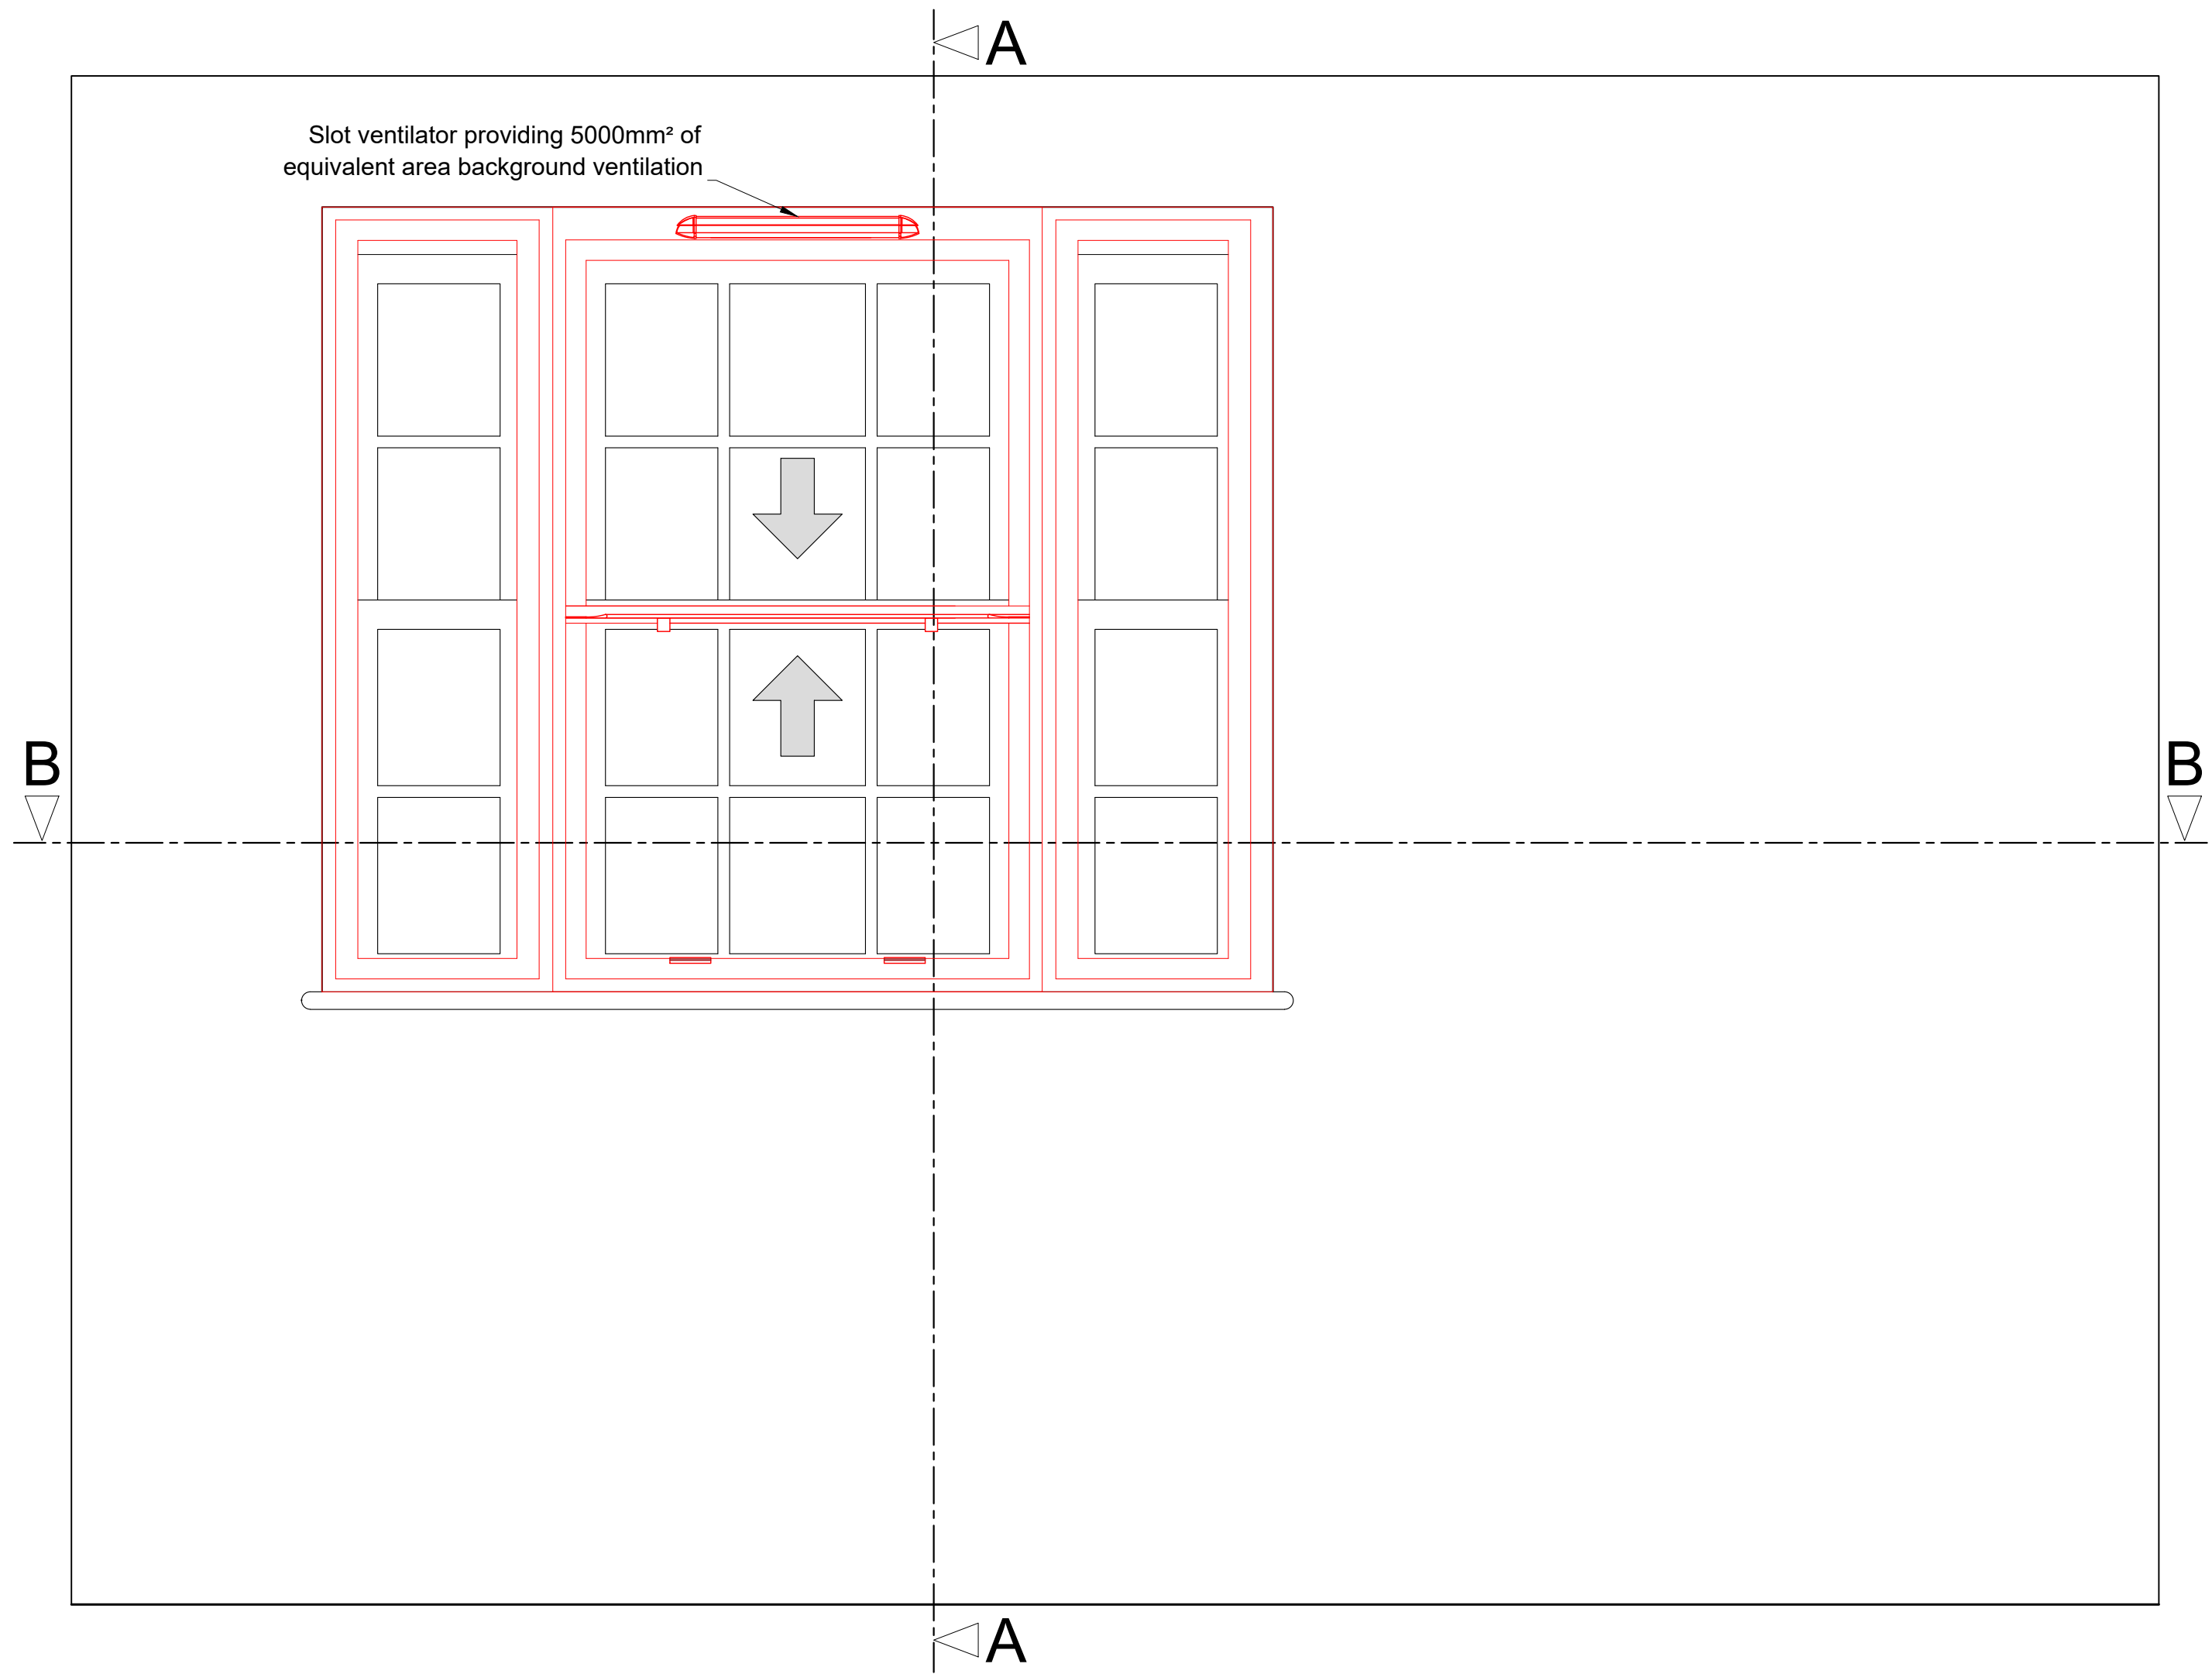 A
Slot ventilator providing 5000mm² of
equivalent area background ventilation
B
B
A